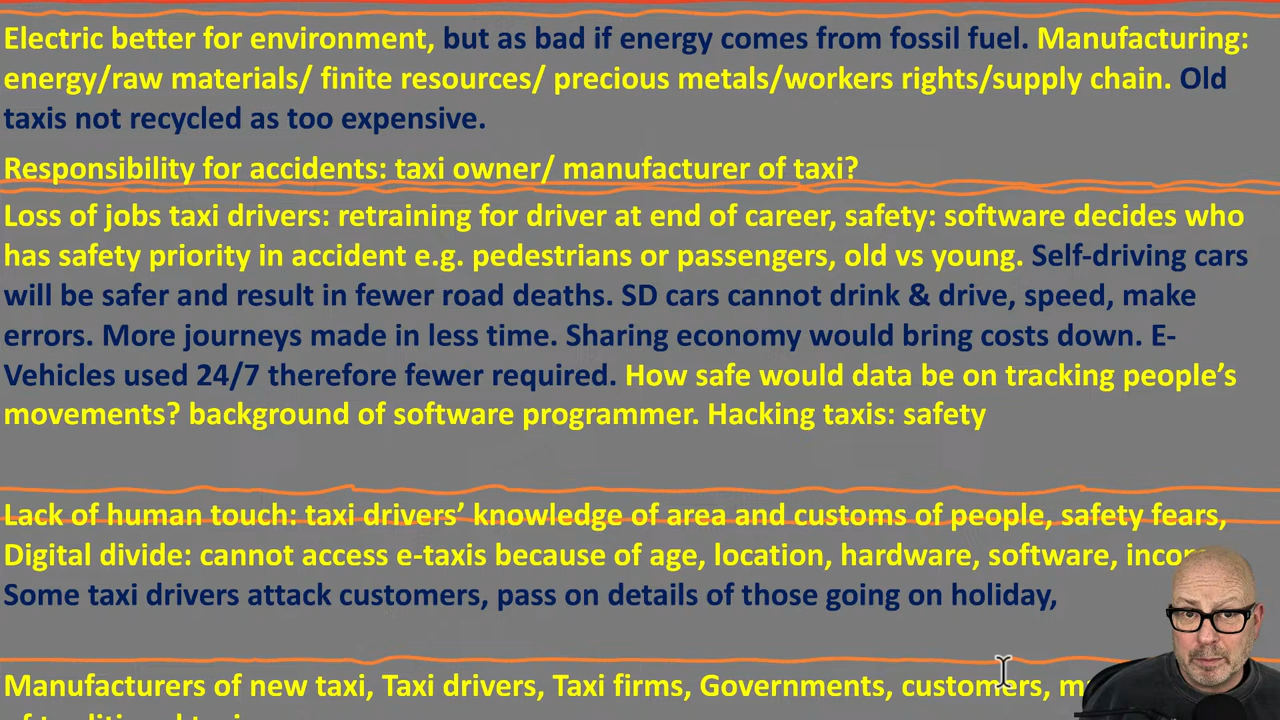 Electric better for environment, but as bad if energy comes from fossil fuel. Manufacturing:
energy/raw materials/ finite resources/ precious metals/workers rights/supply chain. Old
taxis not recycled as too expensive.
Responsibility for accidents: taxi owner/ manufacturer of taxi?
Loss of jobs taxi drivers: retraining for driver at end of career, safety: software decides who
has safety priority in accident e.g. pedestrians or passengers, old vs young. Self-driving cars
will be safer and result in fewer road deaths. SD cars cannot drink & drive, speed, make
errors. More journeys made in less time. Sharing economy would bring costs down. E-
Vehicles used 24/7 therefore fewer required. How safe would data be on tracking people’s
movements? background of software programmer. Hacking taxis: safety
Lack of human touch: taxi drivers’ knowledge of area and customs of people, safety fears,
Digital divide: cannot access e-taxis because of age, location, hardware, software,
Some taxi drivers attack customers, pass on details of those going on holiday,
Manufacturers of new taxi, Taxi drivers, Taxi firms, Governments, customers,